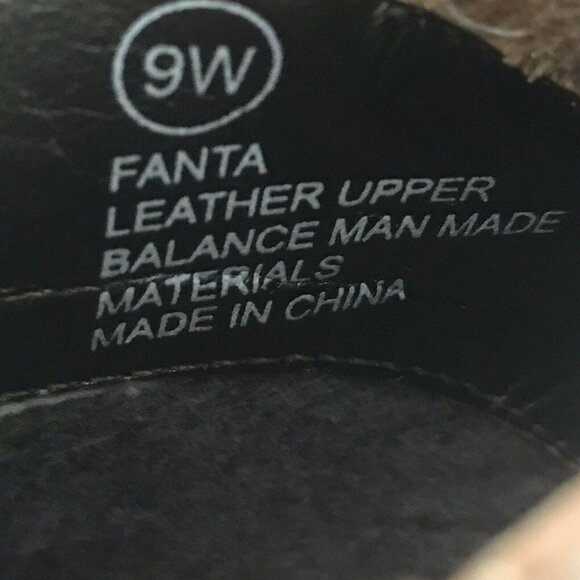 9W
FANTA
LEATHER UPPER
BALANCE MAN MADE
MATERIALS
MADE IN CHINA